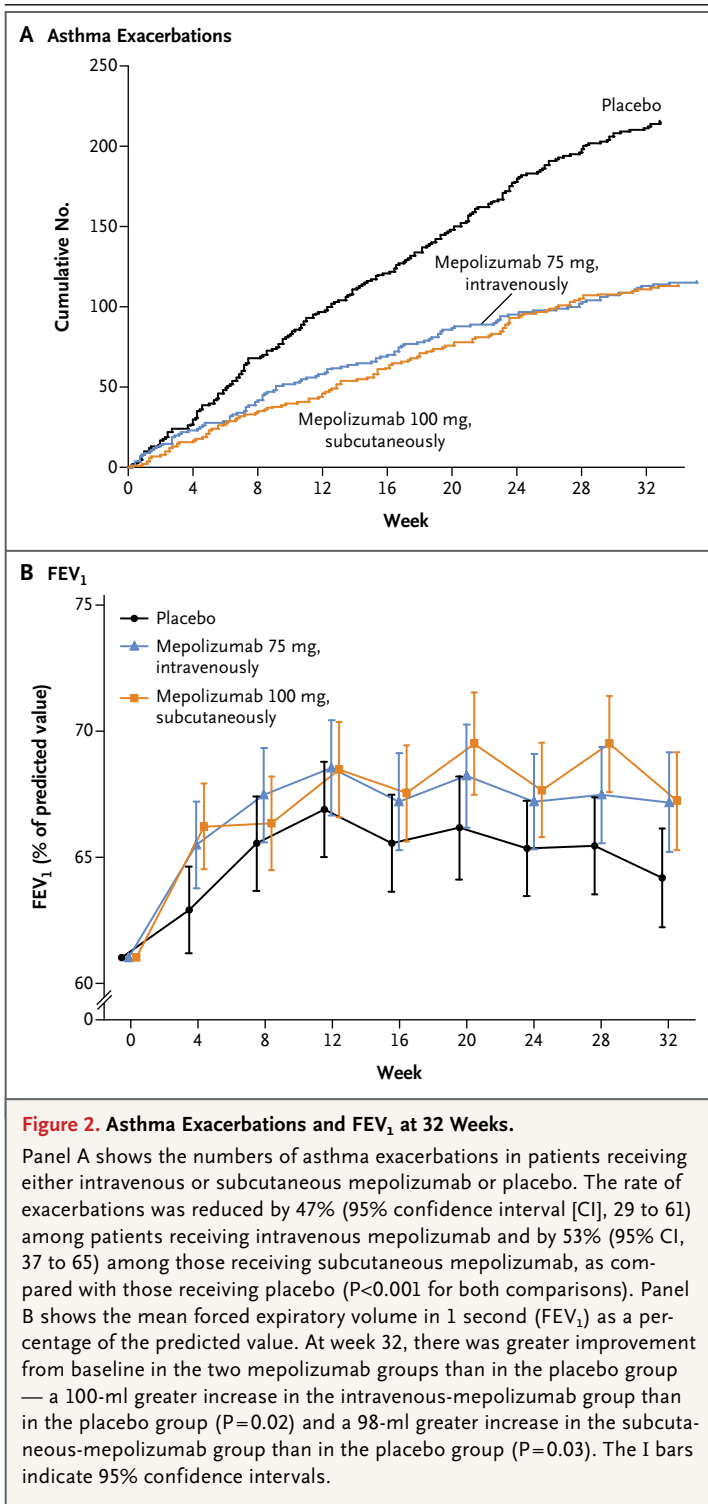 A Asthma Exacerbations
250
200
150
100
50
0
Cumulative No.
Placebo
Mepolizumab 75 mg,
intravenously
Mepolizumab 100 mg,
subcutaneously
0 4 8 12 16 20 24 28 32
Week
B FEV₁
75
70
65
60
0
FEV₁ (% of predicted value)
Placebo
Mepolizumab 75 mg,
intravenously
Mepolizumab 100 mg,
subcutaneously
0 4 8 12 16 20 24 28 32
Week
Figure 2. Asthma Exacerbations and FEV₁ at 32 Weeks.
Panel A shows the numbers of asthma exacerbations in patients receiving
either intravenous or subcutaneous mepolizumab or placebo. The rate of
exacerbations was reduced by 47% (95% confidence interval [CI], 29 to 61)
among patients receiving intravenous mepolizumab and by 53% (95% CI,
37 to 65) among those receiving subcutaneous mepolizumab, as com-
pared with those receiving placebo (P<0.001 for both comparisons). Panel
B shows the mean forced expiratory volume in 1 second (FEV₁) as a per-
centage of the predicted value. At week 32, there was greater improvement
from baseline in the two mepolizumab groups than in the placebo group
— a 100-ml greater increase in the intravenous-mepolizumab group than
in the placebo group (P=0.02) and a 98-ml greater increase in the subcuta-
neous-mepolizumab group than in the placebo group (P=0.03). The I bars
indicate 95% confidence intervals.